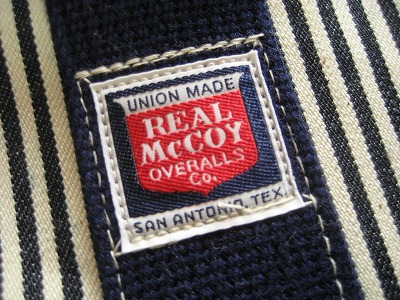 UNION MADE
REAL
McCOY
OVERALLS
CO.
SAN ANTONIO, TEX.